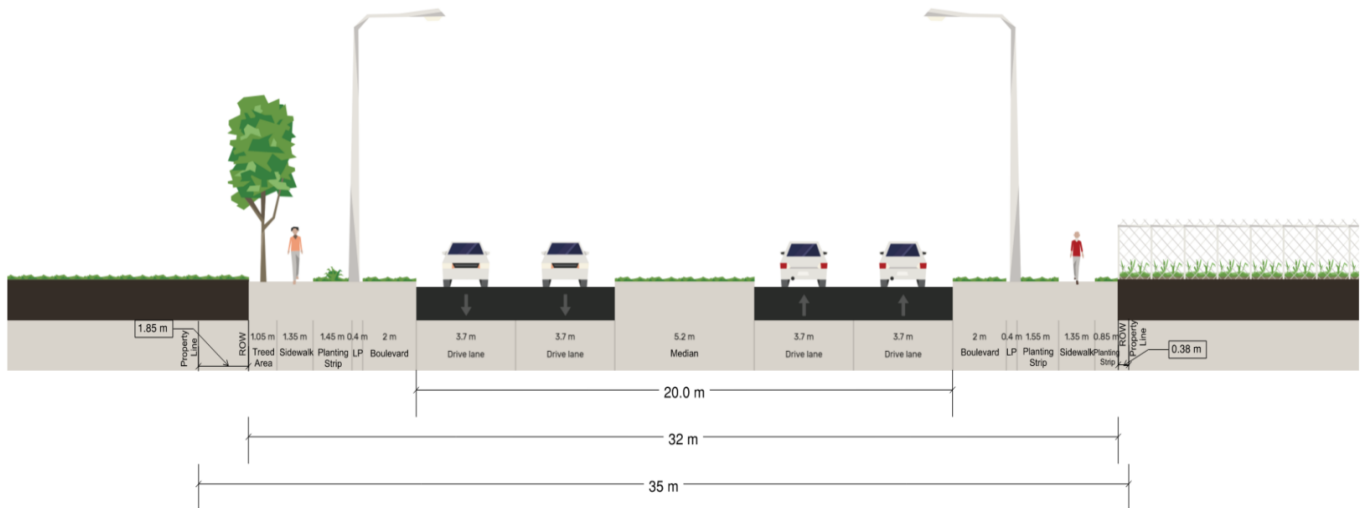 1.85 m
Property
Line
ROW
1.05 m
Treed
Area
1.35 m
Sidewalk
1.45 m
Planting
Strip
0.4 m
LP
2 m
Boulevard
3.7 m
Drive lane
3.7 m
Drive lane
5.2 m
Median
3.7 m
Drive lane
3.7 m
Drive lane
2 m
Boulevard
0.4 m
LP
1.55 m
Planting
Strip
1.35 m
Sidewalk
0.85 m
Planting
Strip
ROW
Property
Line
0.38 m
20.0 m
32 m
35 m